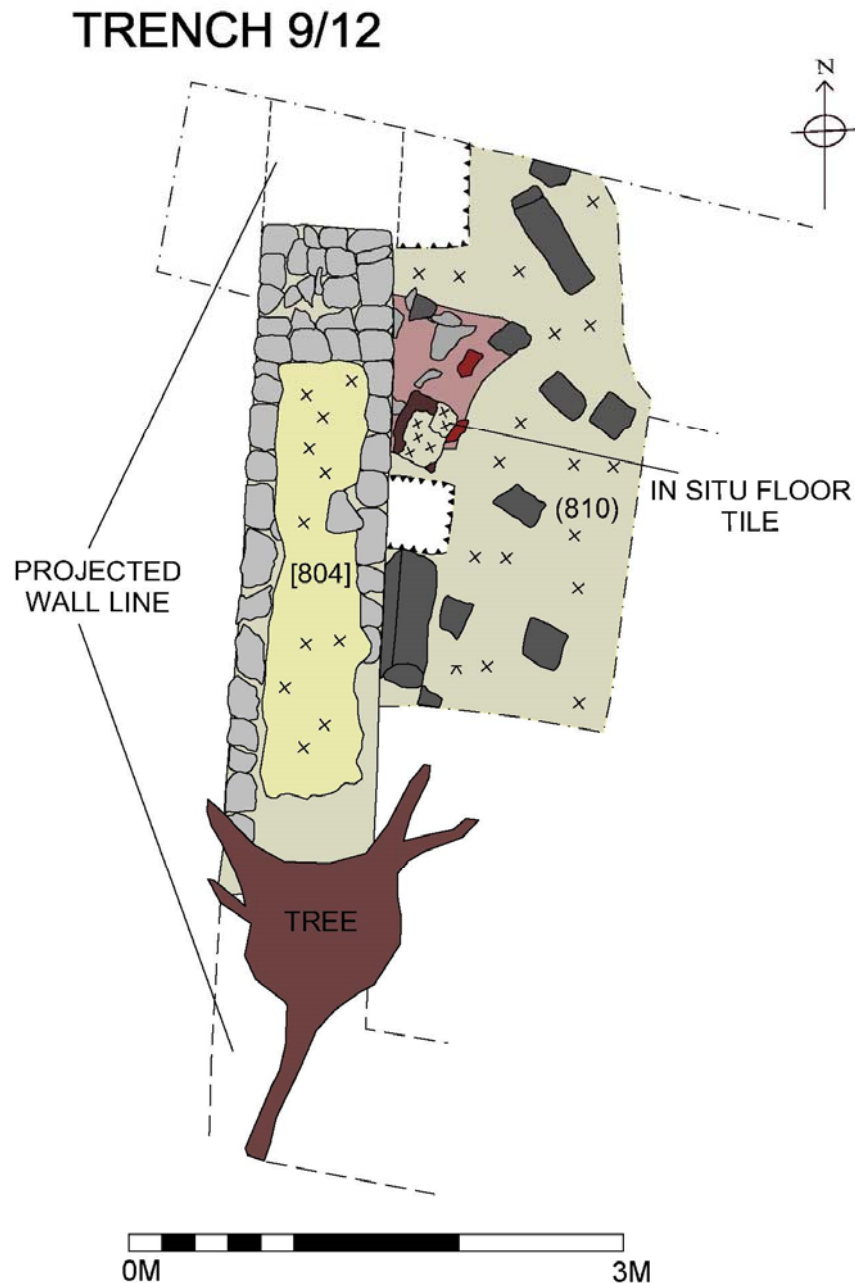 TRENCH 9/12
N
IN SITU FLOOR
TILE
(810)
[804]
PROJECTED
WALL LINE
TREE
0M
3M